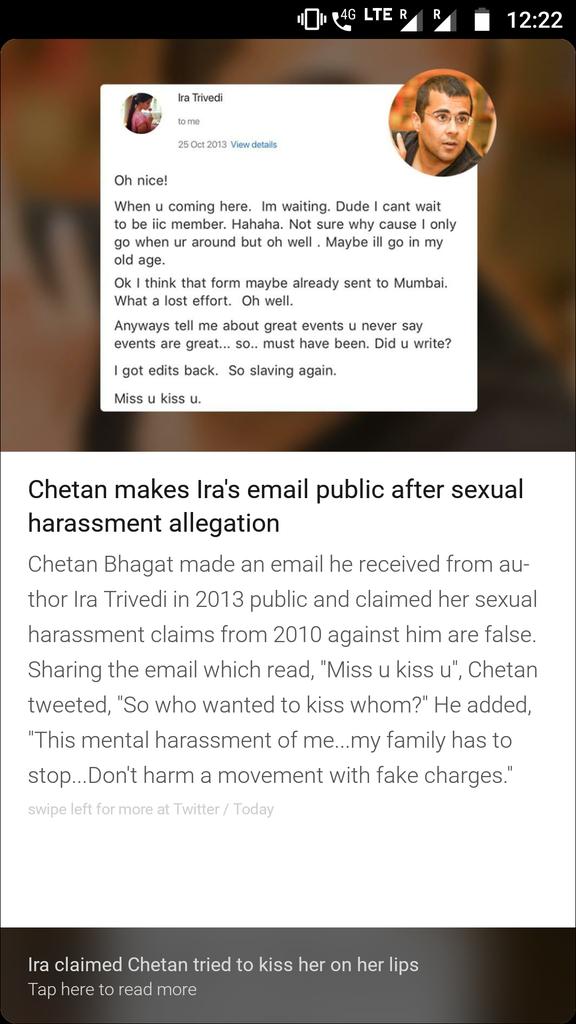 4G LTE R R 12:22
Ira Trivedi
to me
25 Oct 2013 View details
Oh nice!
When u coming here. Im waiting. Dude I cant wait
to be iic member. Hahaha. Not sure why cause I only
go when ur around but oh well . Maybe ill go in my
old age.
Ok I think that form maybe already sent to Mumbai.
What a lost effort. Oh well.
Anyways tell me about great events u never say
events are great... so.. must have been. Did u write?
I got edits back. So slaving again.
Miss u kiss u.
Chetan makes Ira's email public after sexual
harassment allegation
Chetan Bhagat made an email he received from au-
thor Ira Trivedi in 2013 public and claimed her sexual
harassment claims from 2010 against him are false.
Sharing the email which read, "Miss u kiss u", Chetan
tweeted, "So who wanted to kiss whom?" He added,
"This mental harassment of me...my family has to
stop...Don't harm a movement with fake charges."
swipe left for more at Twitter / Today
Ira claimed Chetan tried to kiss her on her lips
Tap here to read more